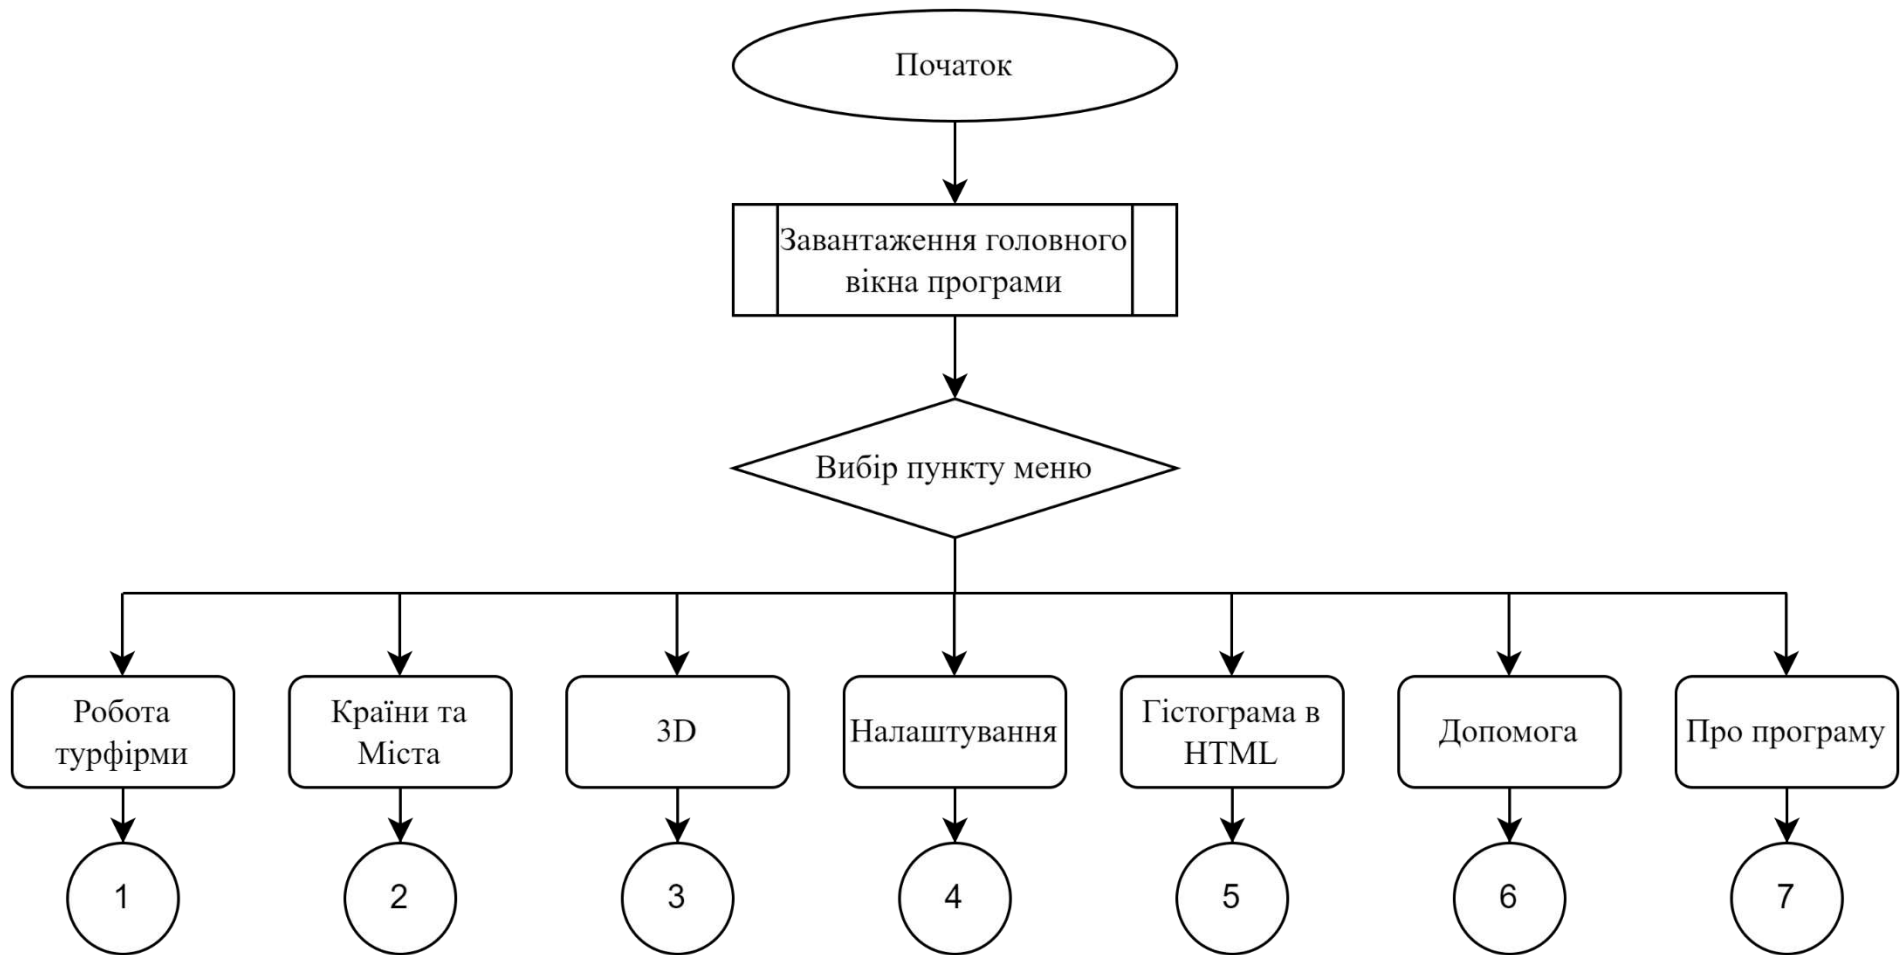 Початок
Завантаження головного
вікна програми
Вибір пункту меню
Робота
турфірми
Країни та
Міста
3D
Налаштування
Гістограма в
HTML
Допомога
Про програму
1
2
3
4
5
6
7